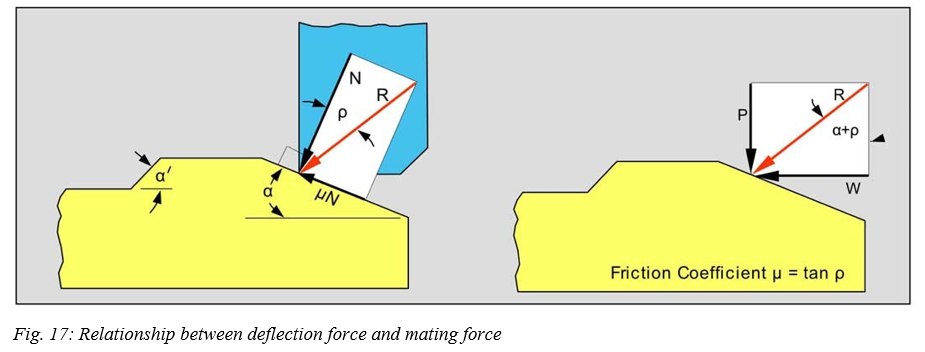 N
R
ρ
α′
α
μN
P
R
α+ρ
W
Friction Coefficient μ = tan ρ
Fig. 17: Relationship between deflection force and mating force